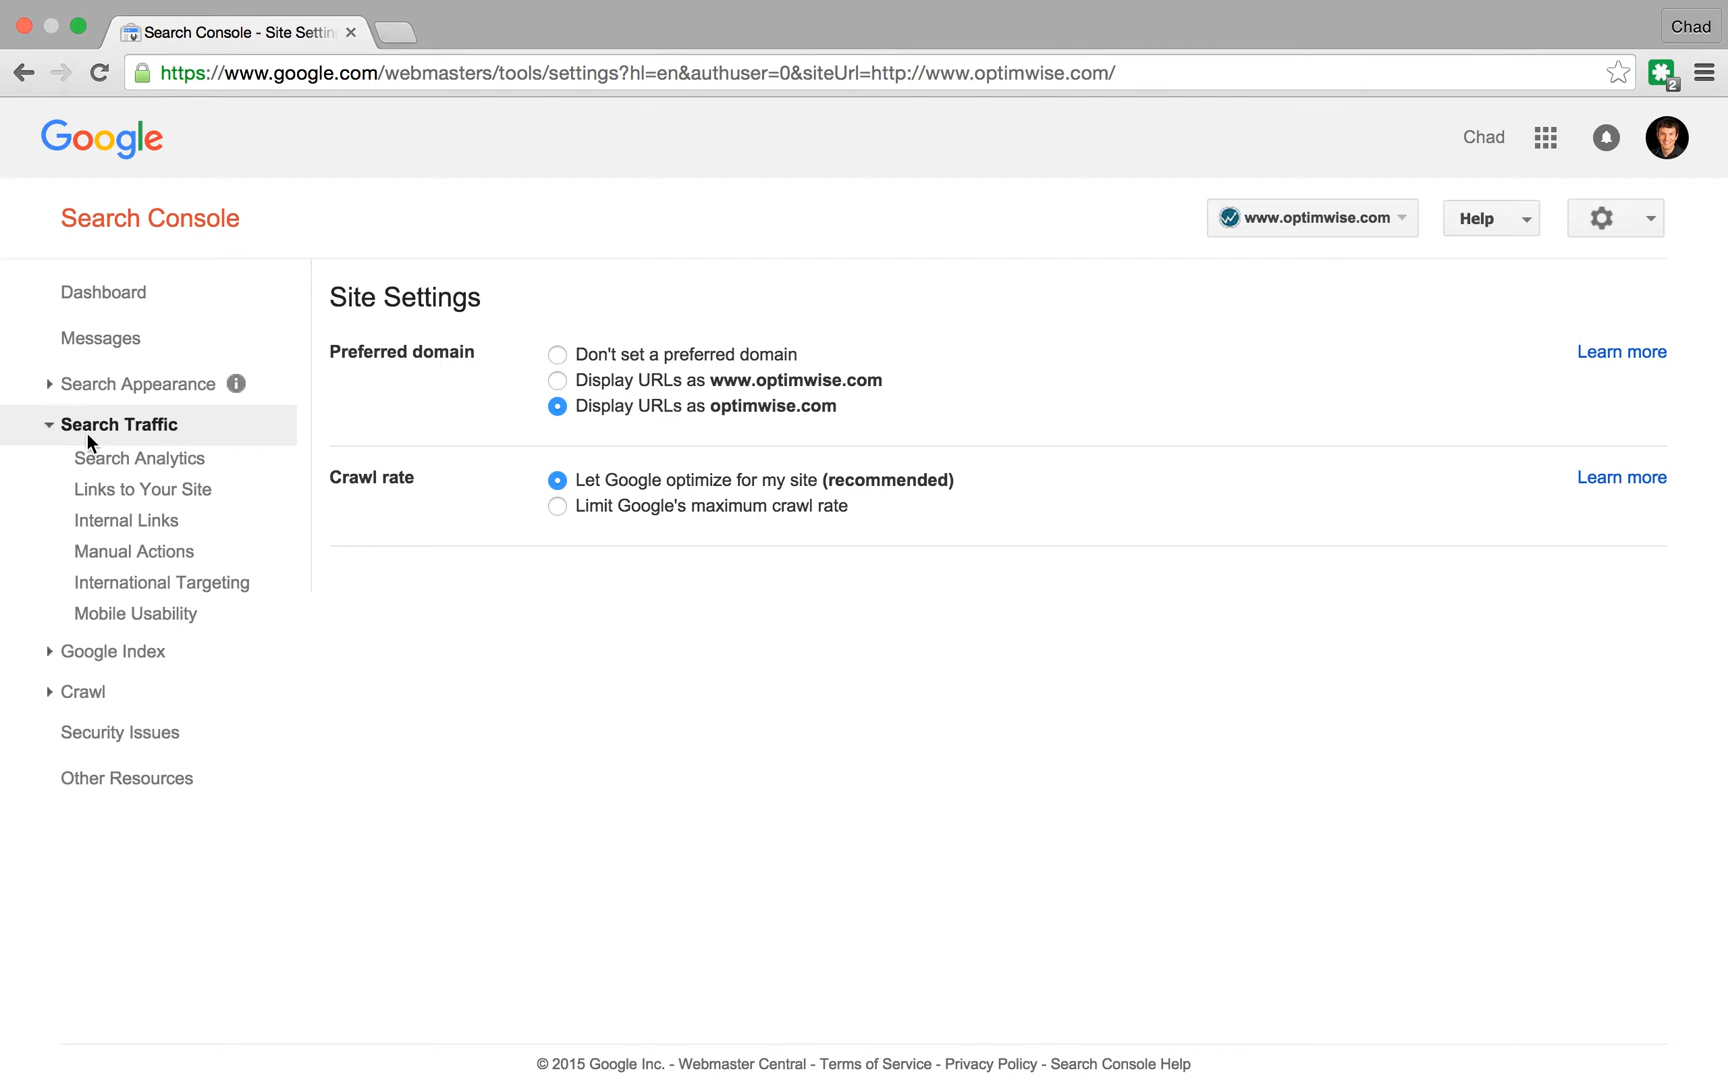 Search Console - Site Settin
Chad
https://www.google.com/webmasters/tools/settings?hl=en&authuser=0&siteUrl=http://www.optimwise.com/
2
Google
Chad
Search Console
www.optimwise.com
Help
Dashboard
Messages
Search Appearance
i
Search Traffic
Search Analytics
Links to Your Site
Internal Links
Manual Actions
International Targeting
Mobile Usability
Google Index
Crawl
Security Issues
Other Resources
Site Settings
Preferred domain
Don't set a preferred domain
Display URLs as www.optimwise.com
Display URLs as optimwise.com
Learn more
Crawl rate
Let Google optimize for my site (recommended)
Limit Google's maximum crawl rate
Learn more
© 2015 Google Inc. - Webmaster Central - Terms of Service - Privacy Policy - Search Console Help